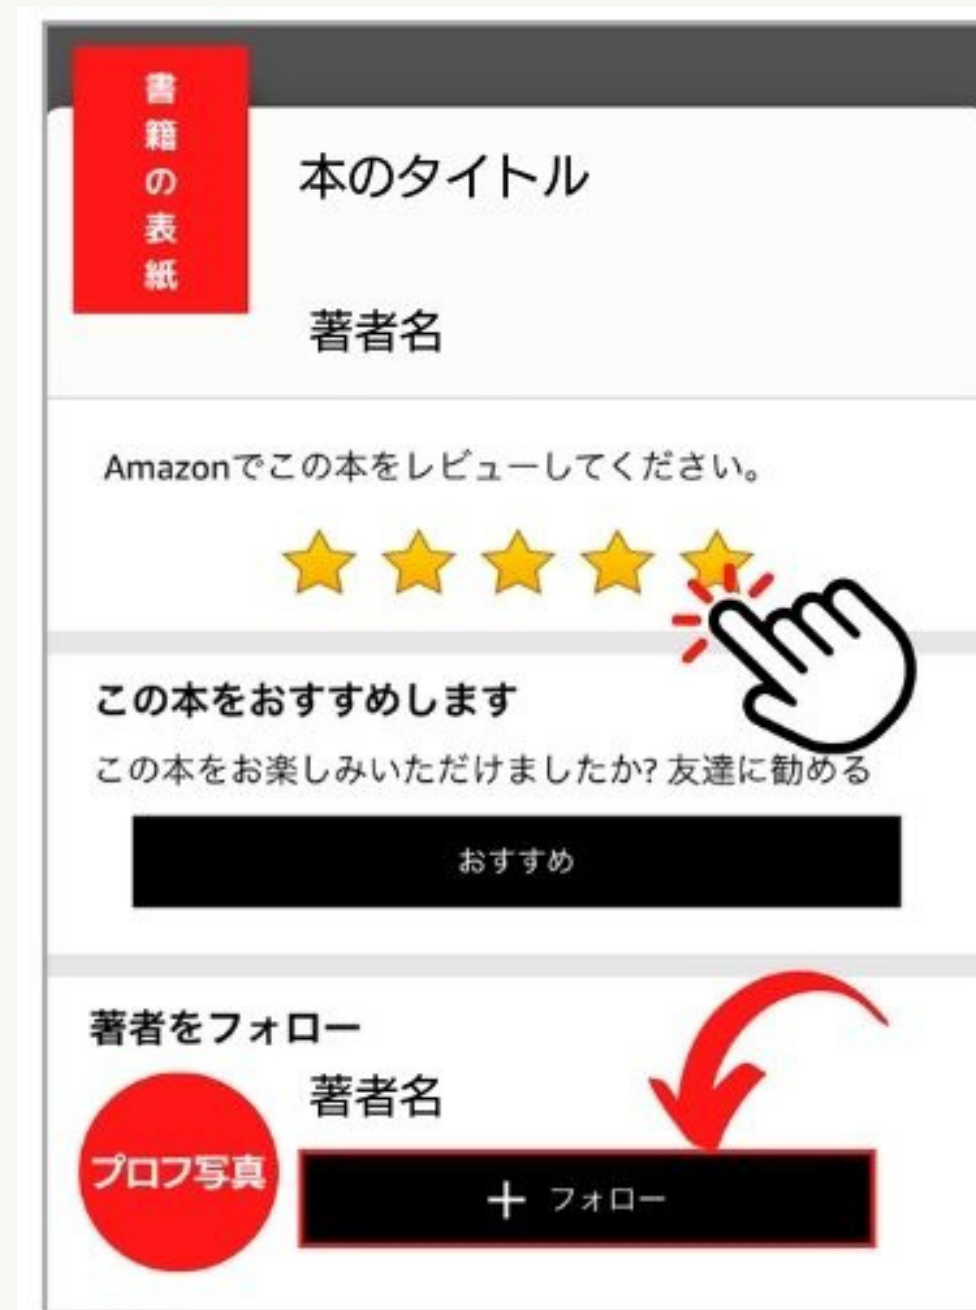 書籍の表紙
本のタイトル
著者名
Amazonでこの本をレビューしてください。
この本をおすすめします
この本をお楽しみいただけましたか? 友達に勧める
おすすめ
著者をフォロー
著者名
プロフ写真
＋ フォロー